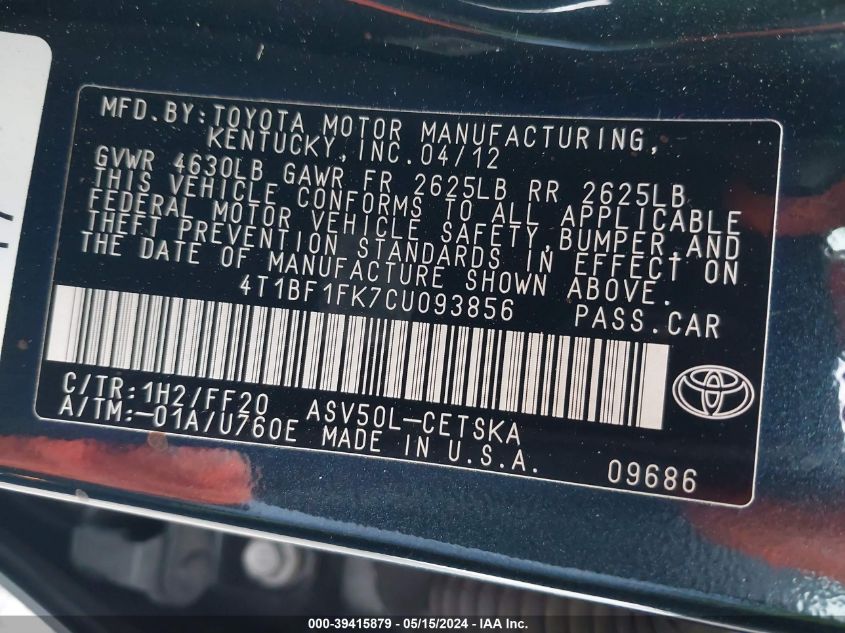 MFD.BY:TOYOTA MOTOR MANUFACTURING,
KENTUCKY,INC.04/12
GVWR 4630LB GAWR FR 2625LB RR 2625LB
THIS VEHICLE CONFORMS TO ALL APPLICABLE
FEDERAL MOTOR VEHICLE SAFETY,BUMPER,AND
THEFT PREVENTION STANDARDS IN EFFECT ON
THE DATE OF MANUFACTURE SHOWN ABOVE.
4T1BF1FK7CU093856 PASS.CAR
C/TR:1H2/FF20 ASV50L-CETSKA
A/TM:-01A/U760E MADE IN U.S.A. 09686
000-39415879 - 05/15/2024 - IAA Inc.